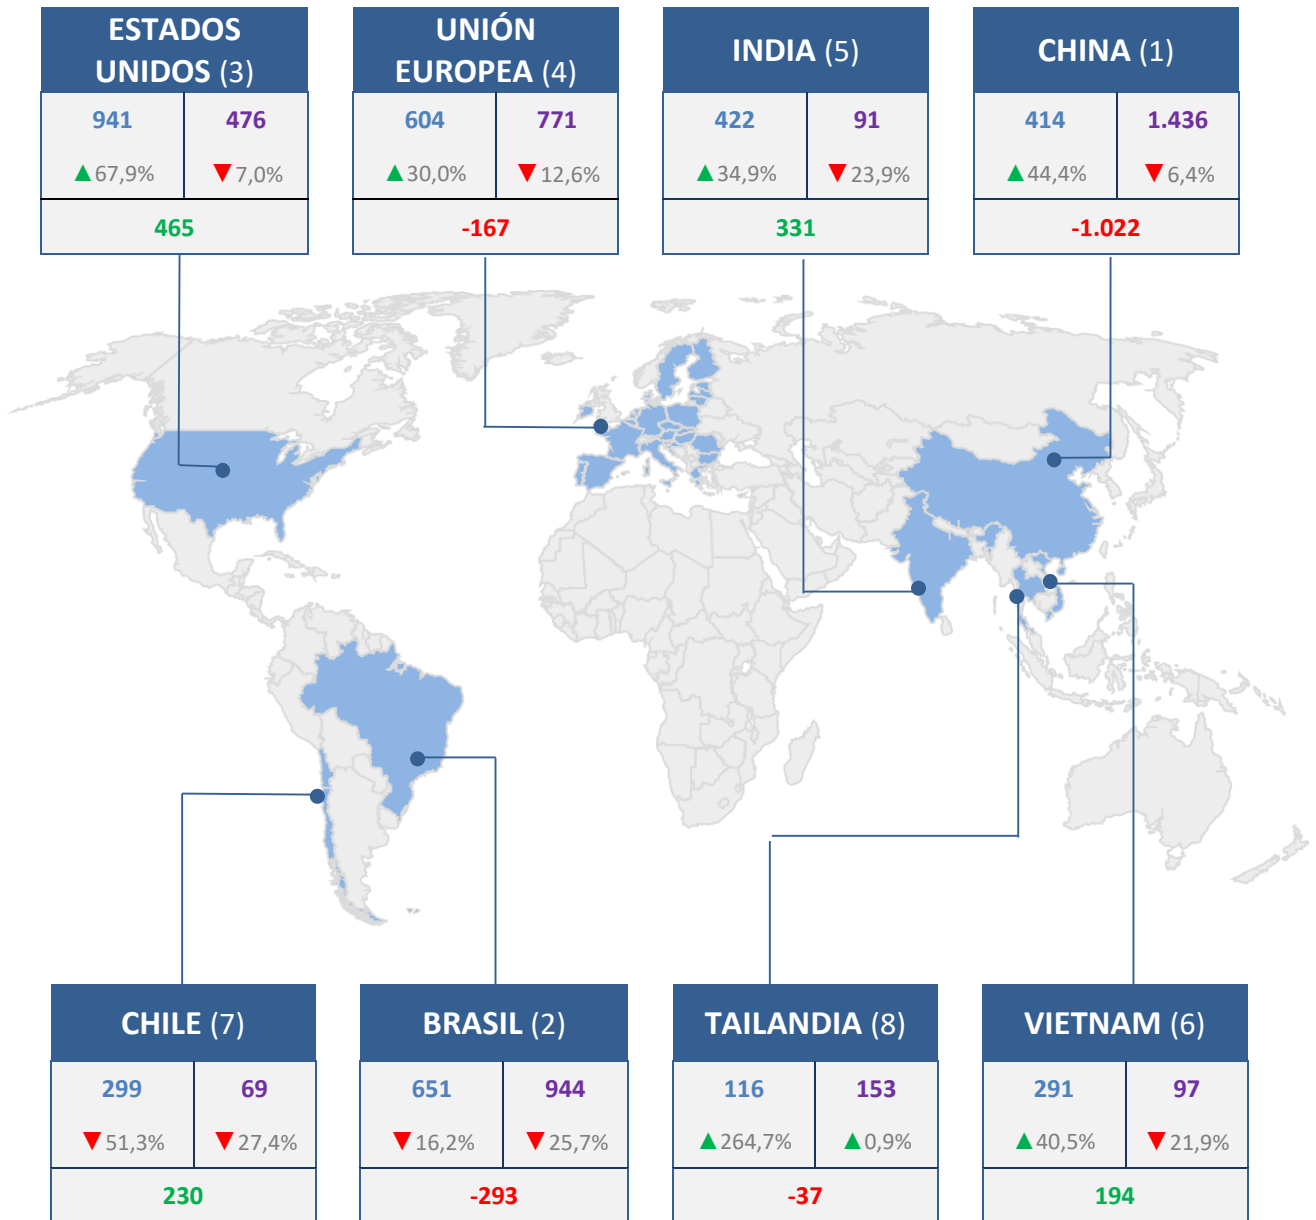 ESTADOS
UNIDOS (3)
941 476
▲67,9% ▼7,0%
465
UNIÓN
EUROPEA (4)
604 771
▲30,0% ▼12,6%
-167
INDIA (5)
422 91
▲34,9% ▼23,9%
331
CHINA (1)
414 1.436
▲44,4% ▼6,4%
-1.022
CHILE (7)
299 69
▼51,3% ▼27,4%
230
BRASIL (2)
651 944
▼16,2% ▼25,7%
-293
TAILANDIA (8)
116 153
▲264,7% ▲0,9%
-37
VIETNAM (6)
291 97
▲40,5% ▼21,9%
194